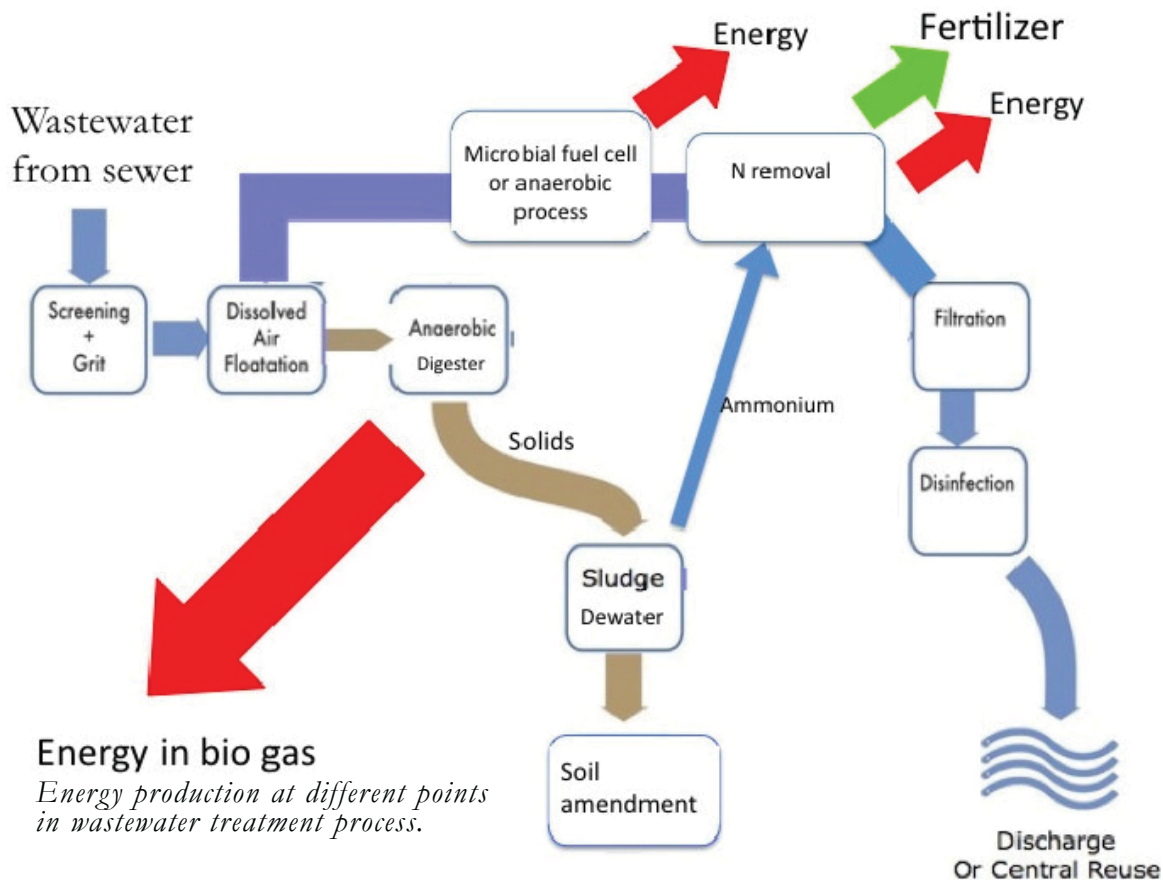 Energy
Fertilizer
Energy
Wastewater
from sewer
Microbial fuel cell
or anaerobic
process
N removal
Screening
+
Grit
Dissolved
Air
Floatation
Anaerobic
Digester
Filtration
Ammonium
Solids
Disinfection
Sludge
Dewater
Energy in bio gas
Energy production at different points
in wastewater treatment process.
Soil
amendment
Discharge
Or Central Reuse